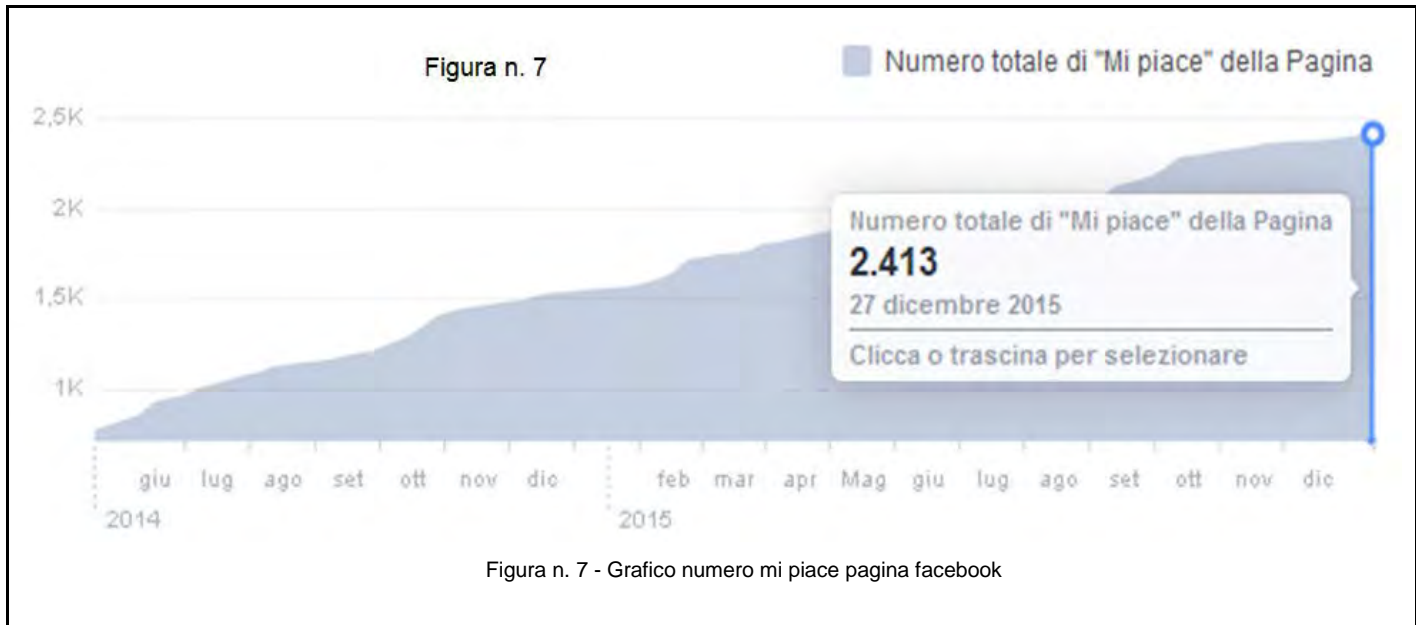 Figura n. 7
Numero totale di "Mi piace" della Pagina
2,5K
2K
1,5K
1K
Numero totale di "Mi piace" della Pagina
2.413
27 dicembre 2015
Clicca o trascina per selezionare
giu lug ago set ott nov dic feb mar apr Mag giu lug ago set ott nov dic
2014 2015
Figura n. 7 - Grafico numero mi piace pagina facebook